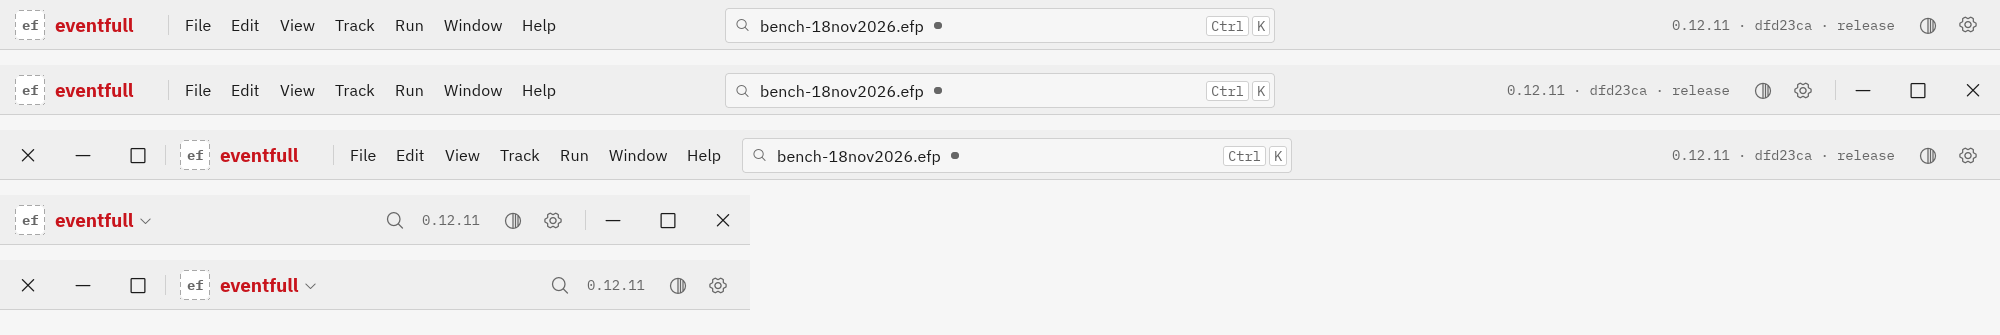 ef eventfull File Edit View Track Run Window Help bench-18nov2026.efp Ctrl K 0.12.11 · dfd23ca · release
ef eventfull File Edit View Track Run Window Help bench-18nov2026.efp Ctrl K 0.12.11 · dfd23ca · release
ef eventfull File Edit View Track Run Window Help bench-18nov2026.efp Ctrl K 0.12.11 · dfd23ca · release
ef eventfull 0.12.11
ef eventfull 0.12.11